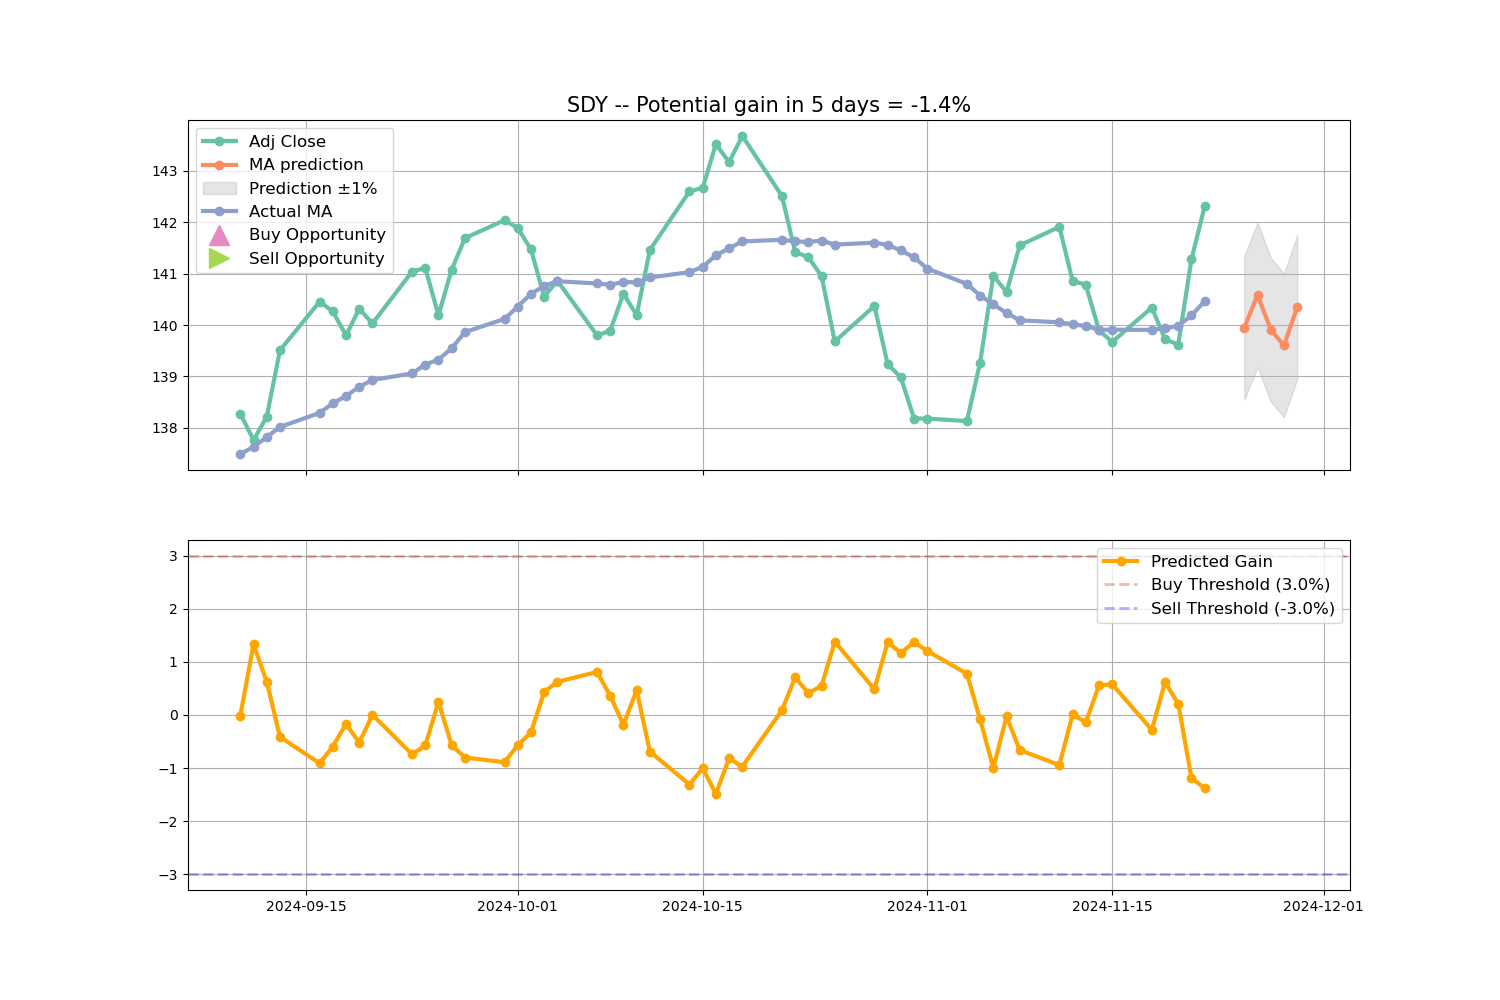 SDY -- Potential gain in 5 days = -1.4%
Adj Close
MA prediction
Prediction ±1%
Actual MA
Buy Opportunity
Sell Opportunity
143
142
141
140
139
138
Predicted Gain
Buy Threshold (3.0%)
Sell Threshold (-3.0%)
3
2
1
0
−1
−2
−3
2024-09-15
2024-10-01
2024-10-15
2024-11-01
2024-11-15
2024-12-01